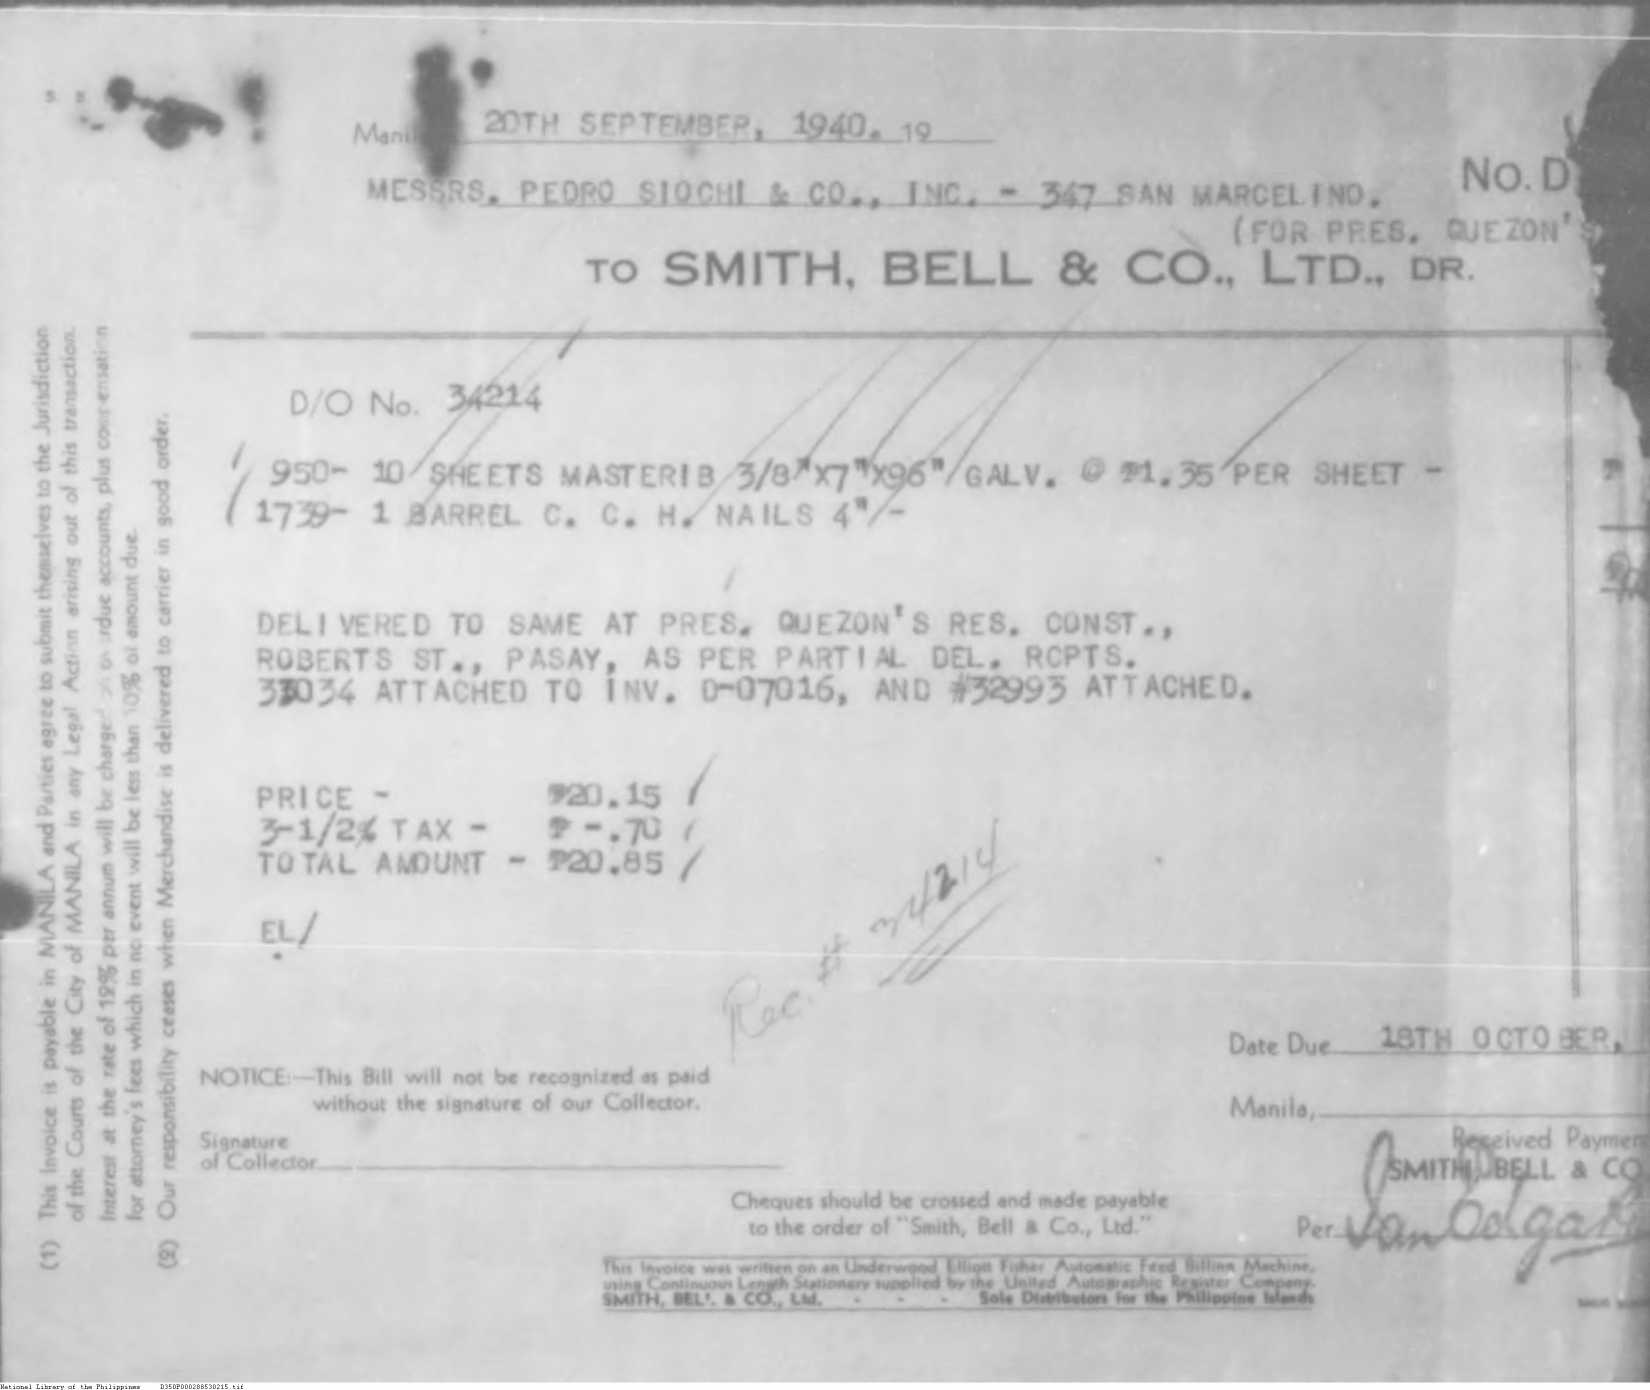 Manil 20TH SEPTEMBER, 1940. 19
MESSRS. PEDRO SIOCHI & CO., INC. - 347 SAN MARCELINO.
No. D
(FOR PRES. QUEZON'S
TO SMITH, BELL & CO., LTD., DR.
D/O No. 34214
950- 10 SHEETS MASTERIB 3/8"X7"X96" GALV. @ ₱1.35 PER SHEET - ₱
1739- 1 BARREL C. C. H. NAILS 4"/-
DELIVERED TO SAME AT PRES. QUEZON'S RES. CONST.,
ROBERTS ST., PASAY, AS PER PARTIAL DEL. RCPTS.
33034 ATTACHED TO INV. D-07016, AND #32993 ATTACHED.
PRICE - ₱20.15
3-1/2% TAX - ₱ -.70
TOTAL AMOUNT - ₱20.85
EL/
Rec. # 34214
Date Due 18TH OCTOBER,
NOTICE:—This Bill will not be recognized as paid
without the signature of our Collector.
Manila,
Signature
of Collector
Received Paymen
SMITH, BELL & CO
Per
Cheques should be crossed and made payable
to the order of "Smith, Bell & Co., Ltd."
This Invoice was written on an Underwood Elliott Fisher Automatic Feed Billing Machine,
using Continuous Length Stationery supplied by the United Autographic Register Company.
SMITH, BELL & CO., Ltd. - - - Sole Distributors for the Philippine Islands
(1) This Invoice is payable in MANILA and Parties agree to submit themselves to the Jurisdiction
of the Courts of the City of MANILA in any Legal Action arising out of this transaction.
Interest at the rate of 12% per annum will be charged on overdue accounts, plus compensation
for attorney's fees which in no event will be less than 10% of amount due.
(2) Our responsibility ceases when Merchandise is delivered to carrier in good order.
National Library of the Philippines D350P000288530215.tif